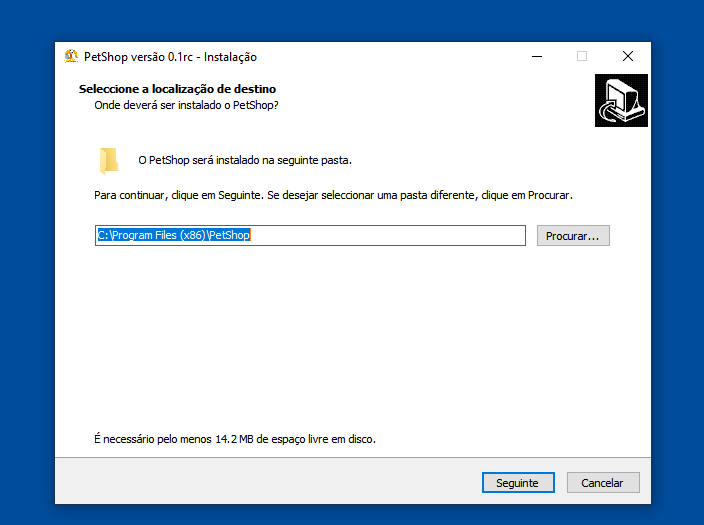 PetShop versão 0.1rc - Instalação
Seleccione a localização de destino
Onde deverá ser instalado o PetShop?
O PetShop será instalado na seguinte pasta.
Para continuar, clique em Seguinte. Se desejar seleccionar uma pasta diferente, clique em Procurar.
C:\Program Files (x86)\PetShop
Procurar...
É necessário pelo menos 14.2 MB de espaço livre em disco.
Seguinte
Cancelar